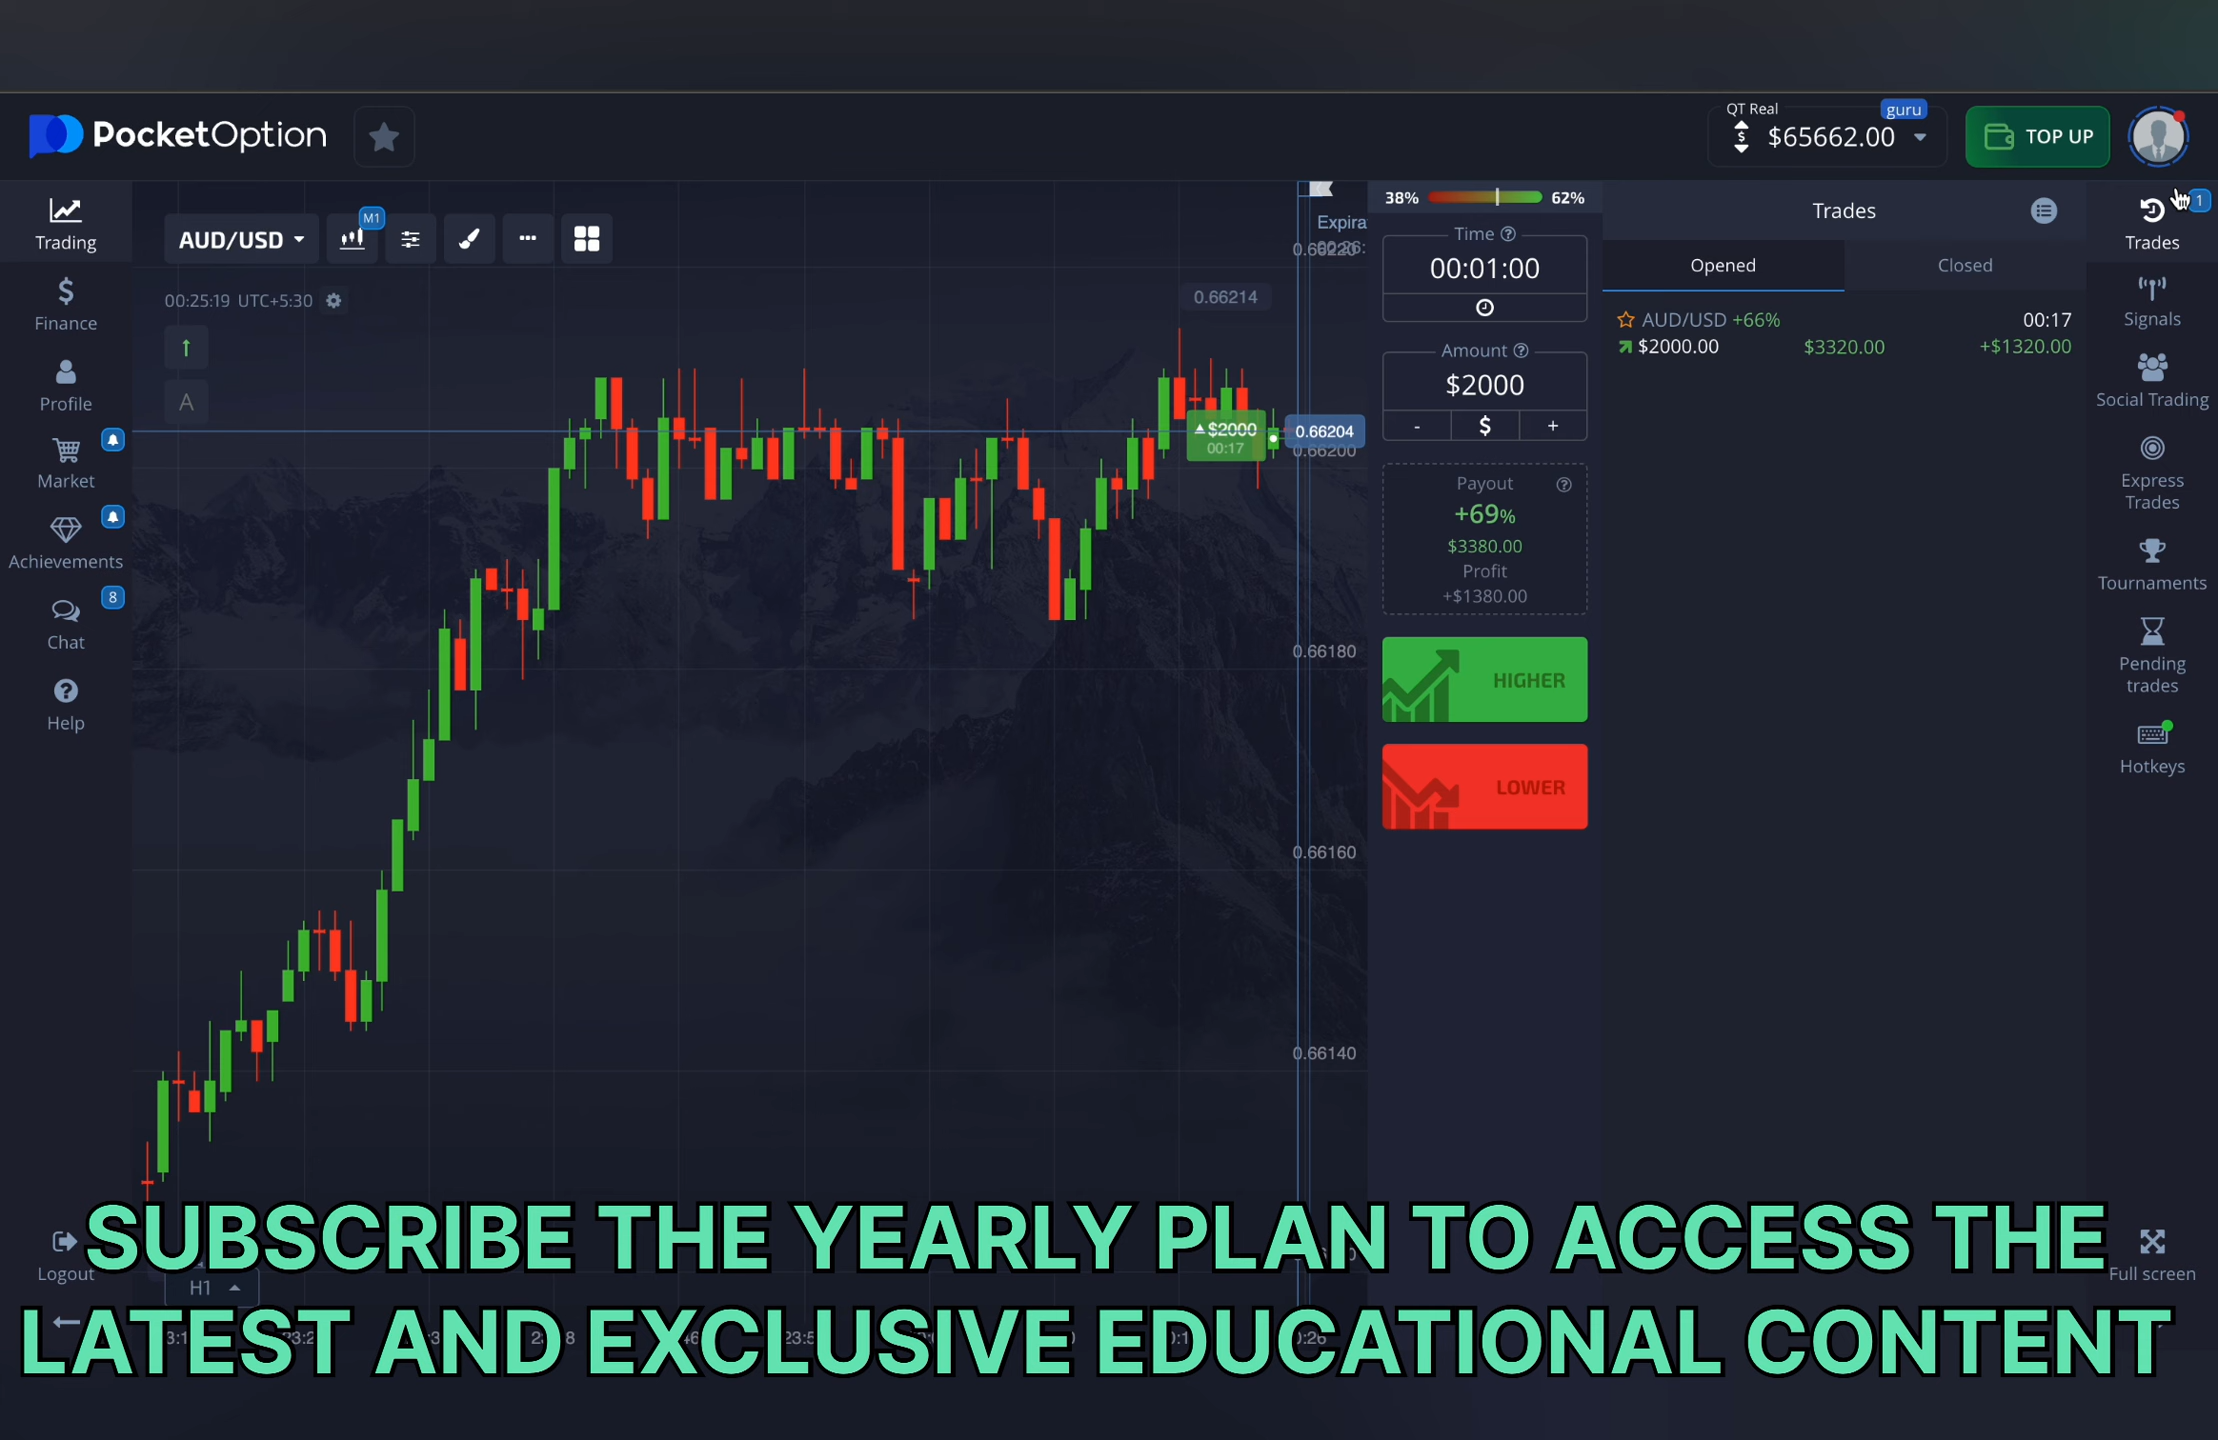 PocketOption
QT Real
guru
$65662.00
TOP UP
Trading
Finance
Profile
Market
Achievements
8
Chat
Help
Logout
AUD/USD
M1
00:25:19 UTC+5:30
A
0.66214
$2000
00:17
Expira
0.66204
0.66200
0.66180
0.66160
0.66140
H1
38%
62%
Time
00:01:00
Amount
$2000
- $ +
Payout
+69%
$3380.00
Profit
+$1380.00
HIGHER
LOWER
Trades
Opened
Closed
AUD/USD +66%
00:17
$2000.00
$3320.00
+$1320.00
1
Trades
Signals
Social Trading
Express
Trades
Tournaments
Pending
trades
Hotkeys
Full screen
SUBSCRIBE THE YEARLY PLAN TO ACCESS THE
LATEST AND EXCLUSIVE EDUCATIONAL CONTENT